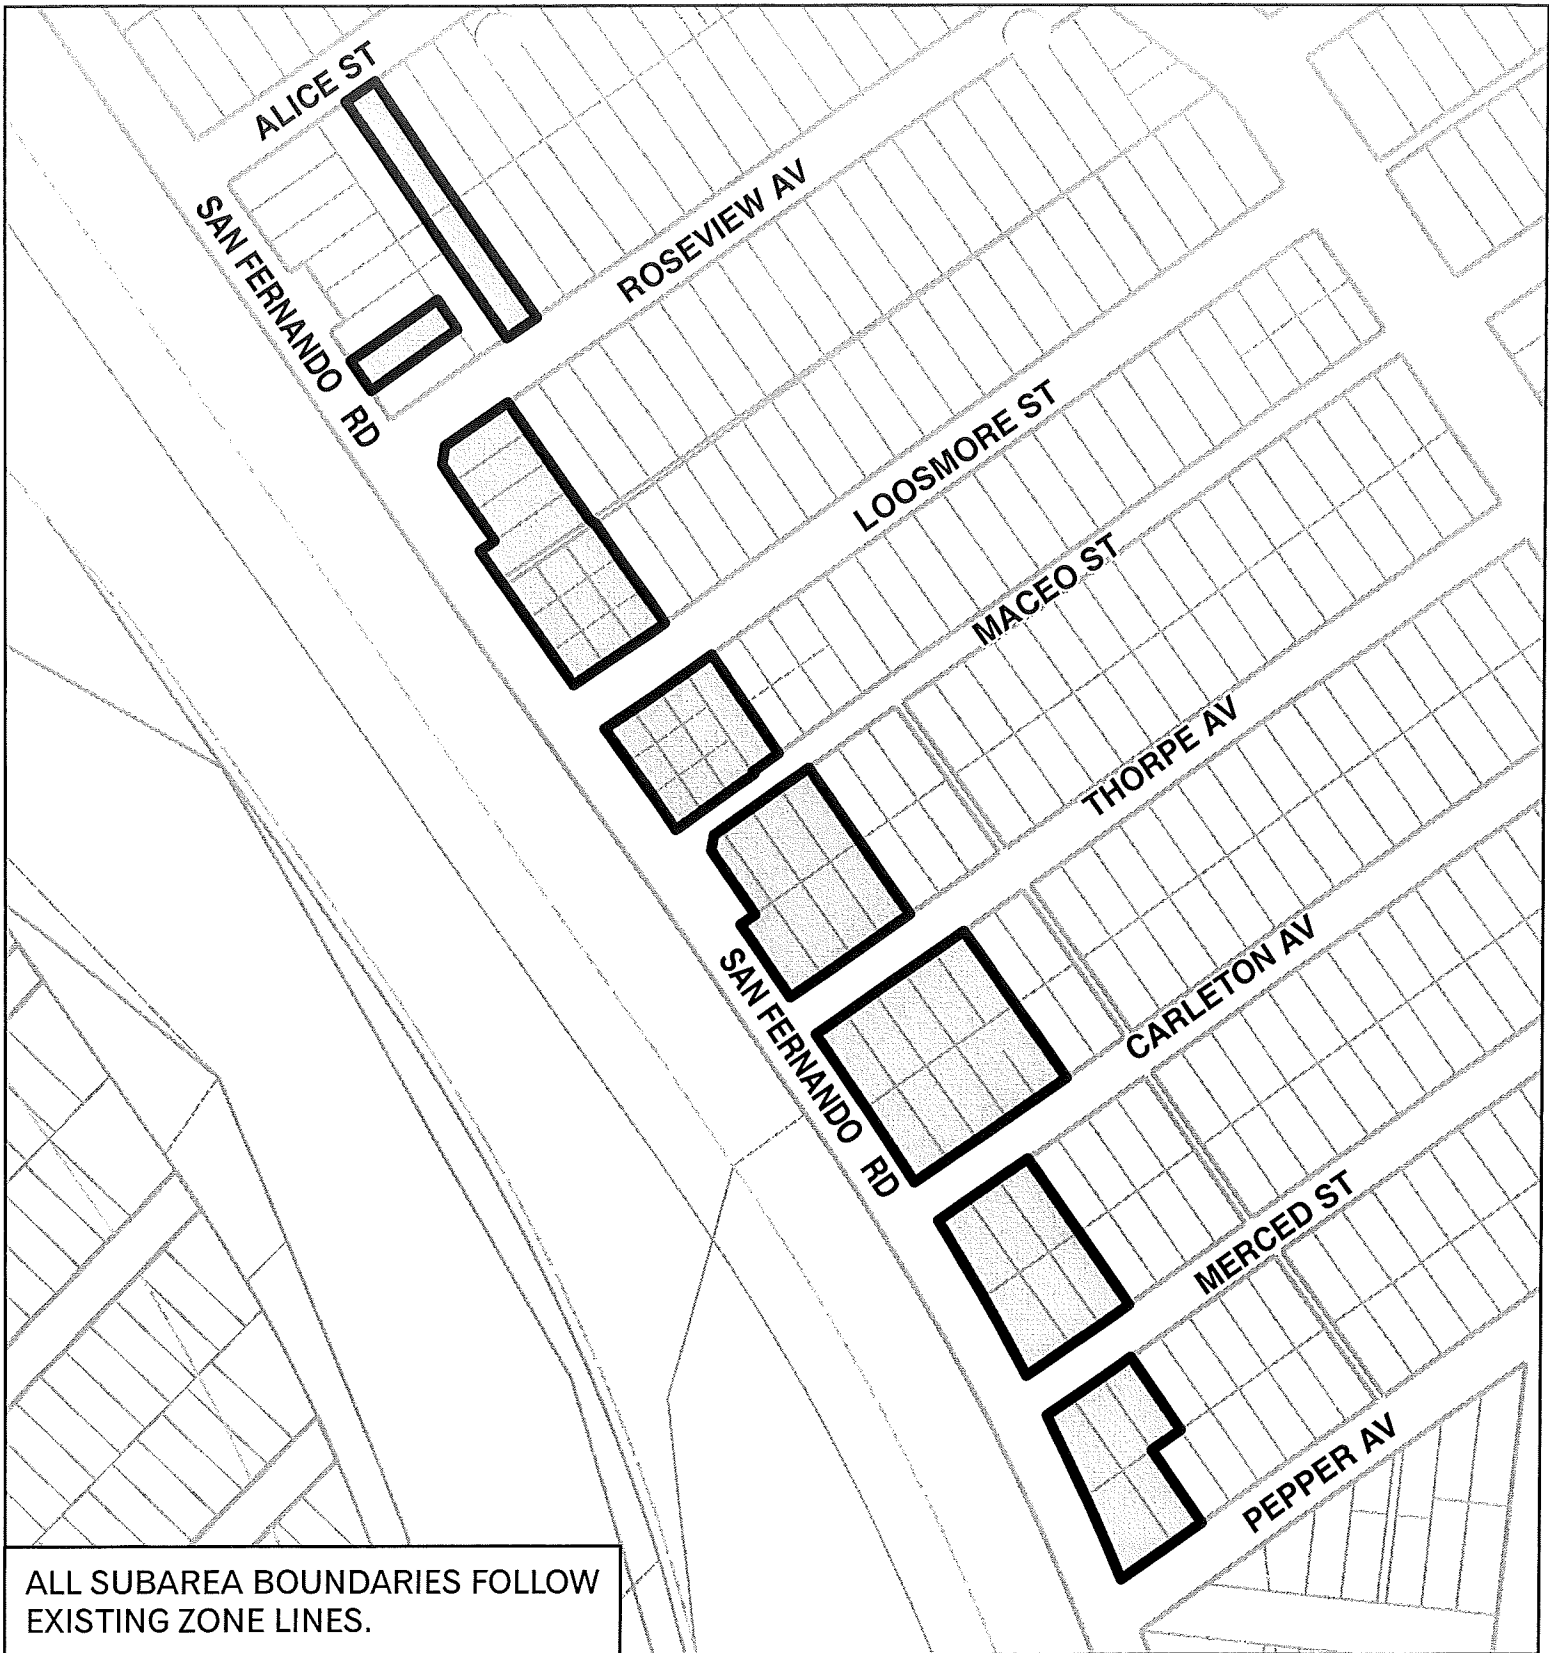 ALICE ST
SAN FERNANDO RD
ROSEVIEW AV
LOOSMORE ST
MACEO ST
THORPE AV
SAN FERNANDO RD
CARLETON AV
MERCED ST
PEPPER AV
ALL SUBAREA BOUNDARIES FOLLOW
EXISTING ZONE LINES.